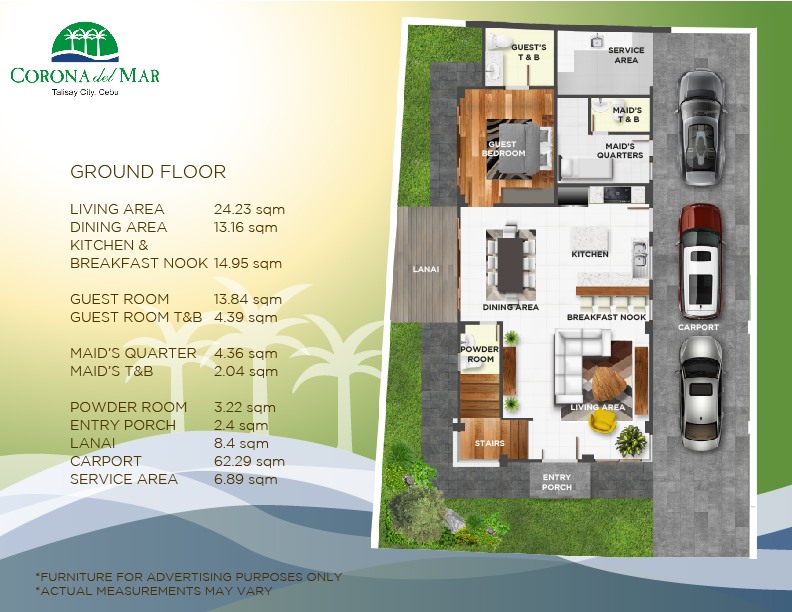 CORONA del MAR
Talisay City, Cebu
GROUND FLOOR
LIVING AREA 24.23 sqm
DINING AREA 13.16 sqm
KITCHEN &
BREAKFAST NOOK 14.95 sqm
GUEST ROOM 13.84 sqm
GUEST ROOM T&B 4.39 sqm
MAID'S QUARTER 4.36 sqm
MAID'S T&B 2.04 sqm
POWDER ROOM 3.22 sqm
ENTRY PORCH 2.4 sqm
LANAI 8.4 sqm
CARPORT 62.29 sqm
SERVICE AREA 6.89 sqm
*FURNITURE FOR ADVERTISING PURPOSES ONLY
*ACTUAL MEASUREMENTS MAY VARY
GUEST'S
T & B
SERVICE
AREA
MAID'S
T & B
GUEST
BEDROOM
MAID'S
QUARTERS
LANAI
KITCHEN
DINING AREA
BREAKFAST NOOK
CARPORT
POWDER
ROOM
LIVING AREA
STAIRS
ENTRY
PORCH